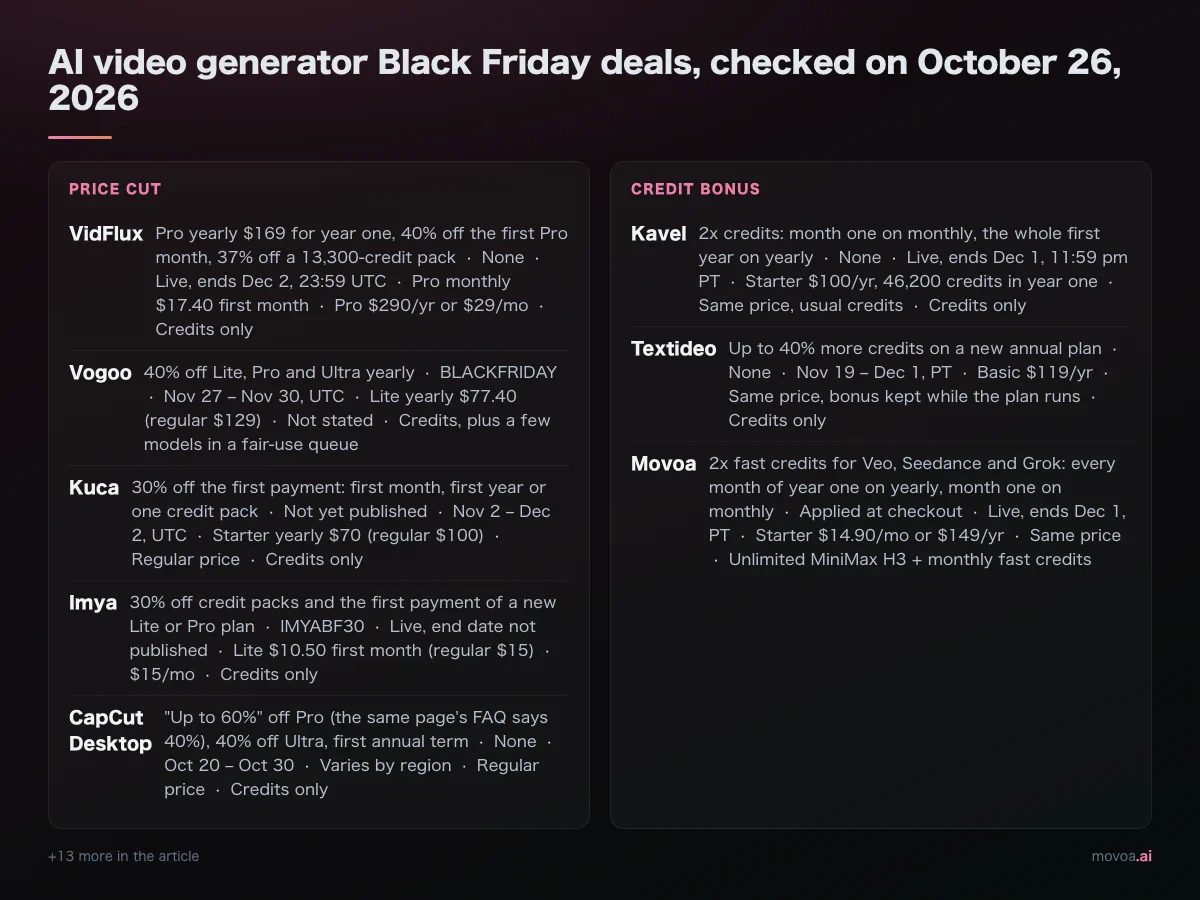 AI video generator Black Friday deals, checked on October 26,
2026
PRICE CUT
VidFlux Pro yearly $169 for year one, 40% off the first Pro
month, 37% off a 13,300-credit pack · None ·
Live, ends Dec 2, 23:59 UTC · Pro monthly
$17.40 first month · Pro $290/yr or $29/mo ·
Credits only
Vogoo 40% off Lite, Pro and Ultra yearly · BLACKFRIDAY
· Nov 27 – Nov 30, UTC · Lite yearly $77.40
(regular $129) · Not stated · Credits, plus a few
models in a fair-use queue
Kuca 30% off the first payment: first month, first year or
one credit pack · Not yet published · Nov 2 – Dec
2, UTC · Starter yearly $70 (regular $100) ·
Regular price · Credits only
Imya 30% off credit packs and the first payment of a new
Lite or Pro plan · IMYABF30 · Live, end date not
published · Lite $10.50 first month (regular $15) ·
$15/mo · Credits only
CapCut "Up to 60%" off Pro (the same page's FAQ says
Desktop 40%), 40% off Ultra, first annual term · None ·
Oct 20 – Oct 30 · Varies by region · Regular
price · Credits only
CREDIT BONUS
Kavel 2x credits: month one on monthly, the whole first
year on yearly · None · Live, ends Dec 1, 11:59 pm
PT · Starter $100/yr, 46,200 credits in year one ·
Same price, usual credits · Credits only
Textideo Up to 40% more credits on a new annual plan ·
None · Nov 19 – Dec 1, PT · Basic $119/yr ·
Same price, bonus kept while the plan runs ·
Credits only
Movoa 2x fast credits for Veo, Seedance and Grok: every
month of year one on yearly, month one on
monthly · Applied at checkout · Live, ends Dec 1,
PT · Starter $14.90/mo or $149/yr · Same price
· Unlimited MiniMax H3 + monthly fast credits
+13 more in the article
movoa.ai